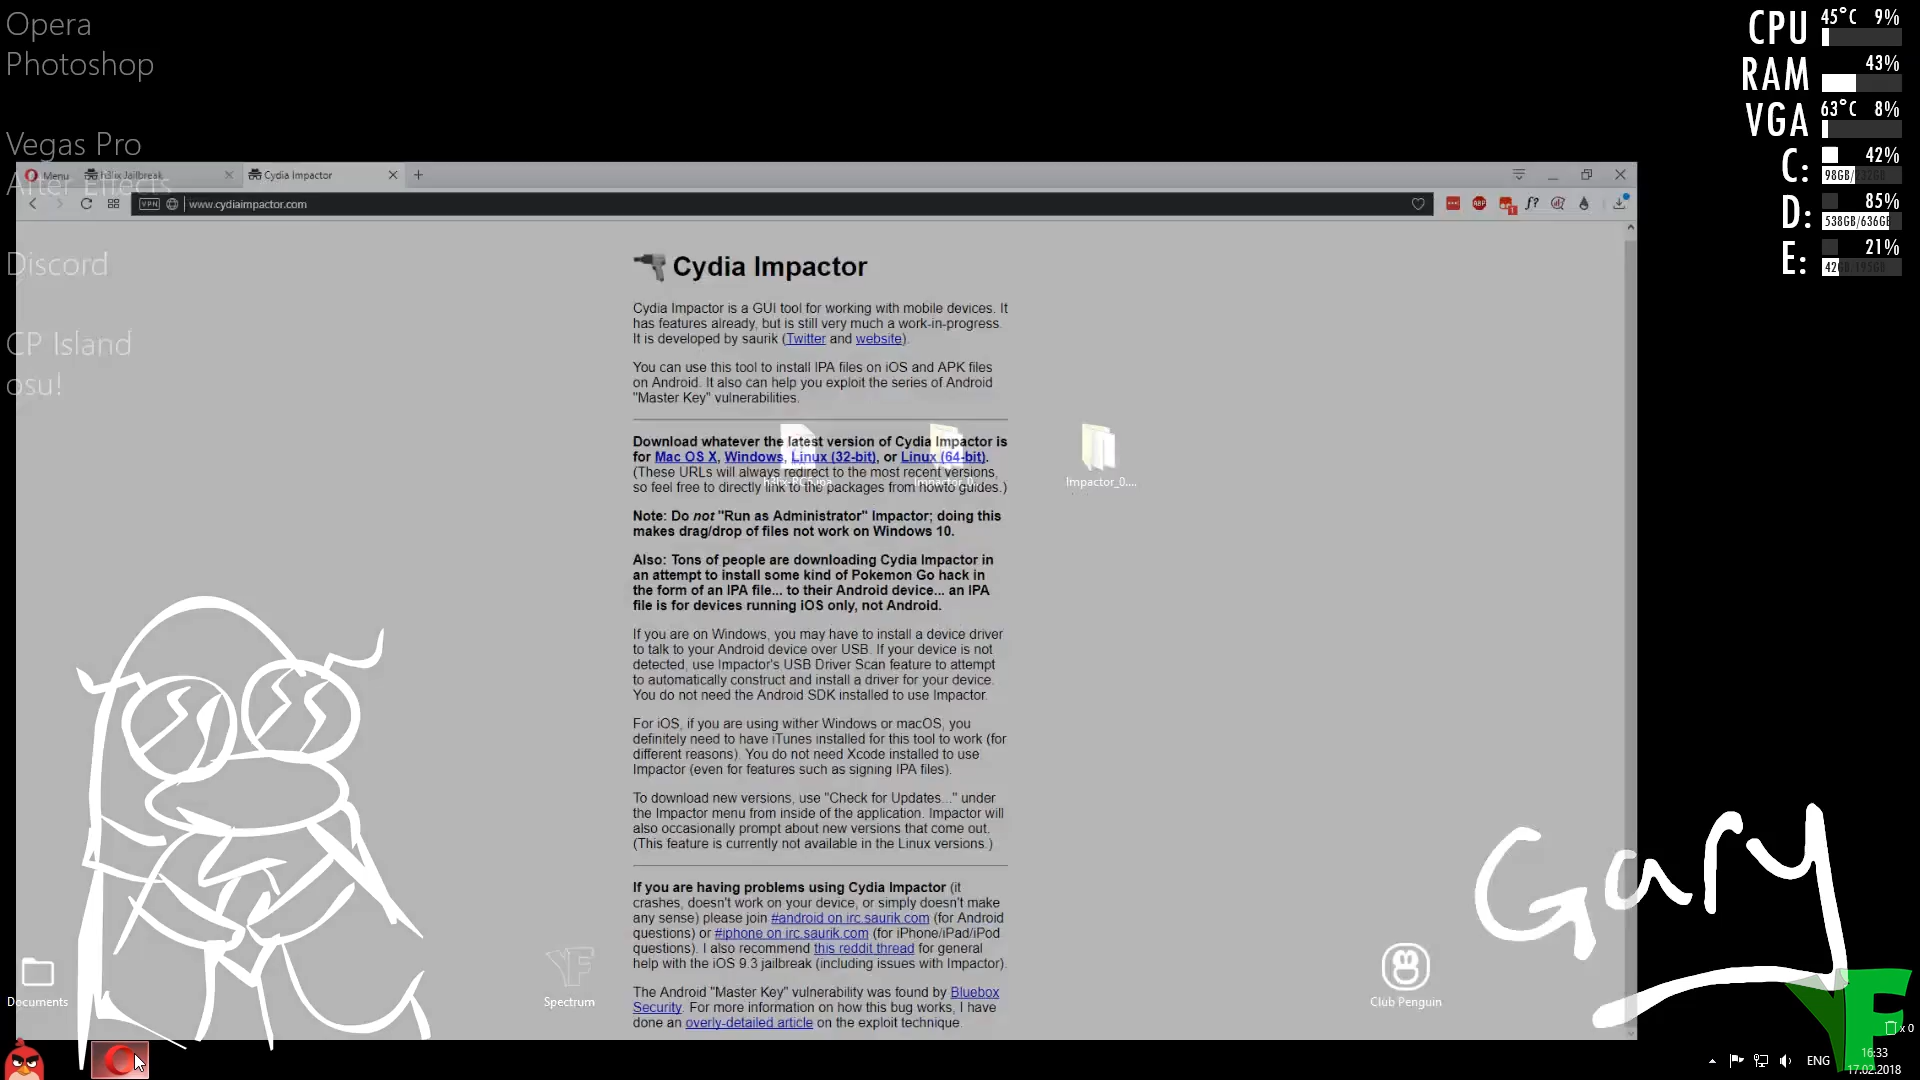 Opera
Photoshop
Vegas Pro
After Effects
Discord
CP Island
osu!
CPU 45°C 9%
RAM 43%
VGA 63°C 8%
C: 42%
98GB/232GB
D: 85%
538GB/636GB
E: 21%
42GB/195GB
Menu h3lix Jailbreak Cydia Impactor
VPN www.cydiaimpactor.com
Cydia Impactor
Cydia Impactor is a GUI tool for working with mobile devices. It
has features already, but is still very much a work-in-progress.
It is developed by saurik (Twitter and website).
You can use this tool to install IPA files on iOS and APK files
on Android. It also can help you exploit the series of Android
"Master Key" vulnerabilities.
Download whatever the latest version of Cydia Impactor is
for Mac OS X, Windows, Linux (32-bit), or Linux (64-bit).
(These URLs will always redirect to the most recent versions,
so feel free to directly link to the packages from howto guides.)
h3lix-RC5.ipa
Impactor_0....
Impactor_0....
Note: Do not "Run as Administrator" Impactor; doing this
makes drag/drop of files not work on Windows 10.
Also: Tons of people are downloading Cydia Impactor in
an attempt to install some kind of Pokemon Go hack in
the form of an IPA file... to their Android device... an IPA
file is for devices running iOS only, not Android.
If you are on Windows, you may have to install a device driver
to talk to your Android device over USB. If your device is not
detected, use Impactor's USB Driver Scan feature to attempt
to automatically construct and install a driver for your device.
You do not need the Android SDK installed to use Impactor.
For iOS, if you are using wither Windows or macOS, you
definitely need to have iTunes installed for this tool to work (for
different reasons). You do not need Xcode installed to use
Impactor (even for features such as signing IPA files).
To download new versions, use "Check for Updates..." under
the Impactor menu from inside of the application. Impactor will
also occasionally prompt about new versions that come out.
(This feature is currently not available in the Linux versions.)
If you are having problems using Cydia Impactor (it
crashes, doesn't work on your device, or simply doesn't make
any sense) please join #android on irc.saurik.com (for Android
questions) or #iphone on irc.saurik.com (for iPhone/iPad/iPod
questions). I also recommend this reddit thread for general
help with the iOS 9.3 jailbreak (including issues with Impactor).
The Android "Master Key" vulnerability was found by Bluebox
Security. For more information on how this bug works, I have
done an overly-detailed article on the exploit technique.
Gary
Documents
Spectrum
Club Penguin
YF
x 0
ENG
16:33
17.02.2018